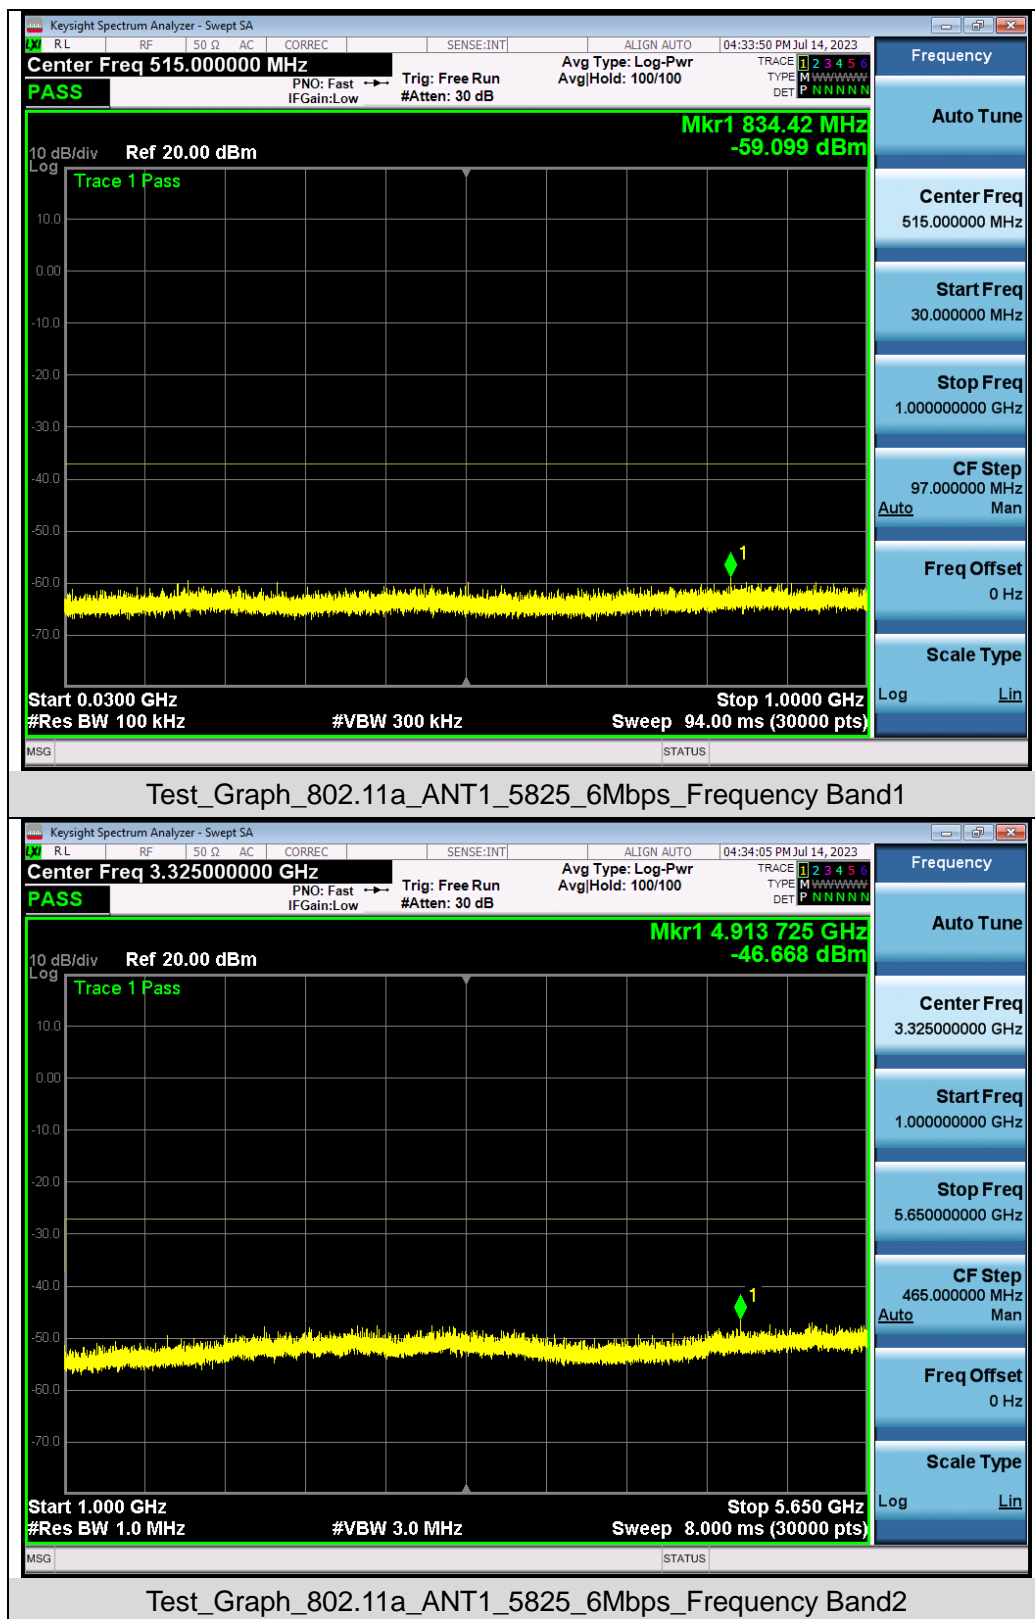 Keysight Spectrum Analyzer - Swept SA
LXI RL RF 50 Ω AC CORREC SENSE:INT ALIGN AUTO 04:33:50 PM Jul 14, 2023
Center Freq 515.000000 MHz
PASS
PNO: Fast
IFGain:Low
Trig: Free Run
#Atten: 30 dB
Avg Type: Log-Pwr
Avg|Hold: 100/100
TRACE 1 2 3 4 5 6
TYPE M WWWWW
DET P N N N N N
Mkr1 834.42 MHz
-59.099 dBm
10 dB/div Ref 20.00 dBm
Log
Trace 1 Pass
10.0
0.00
-10.0
-20.0
-30.0
-40.0
-50.0
-60.0
-70.0
1
Start 0.0300 GHz Stop 1.0000 GHz
#Res BW 100 kHz #VBW 300 kHz Sweep 94.00 ms (30000 pts)
MSG STATUS
Frequency
Auto Tune
Center Freq
515.000000 MHz
Start Freq
30.000000 MHz
Stop Freq
1.000000000 GHz
CF Step
97.000000 MHz
Auto Man
Freq Offset
0 Hz
Scale Type
Log Lin
Test_Graph_802.11a_ANT1_5825_6Mbps_Frequency Band1
Keysight Spectrum Analyzer - Swept SA
LXI RL RF 50 Ω AC CORREC SENSE:INT ALIGN AUTO 04:34:05 PM Jul 14, 2023
Center Freq 3.325000000 GHz
PASS
PNO: Fast
IFGain:Low
Trig: Free Run
#Atten: 30 dB
Avg Type: Log-Pwr
Avg|Hold: 100/100
TRACE 1 2 3 4 5 6
TYPE M WWWWW
DET P N N N N N
Mkr1 4.913 725 GHz
-46.668 dBm
10 dB/div Ref 20.00 dBm
Log
Trace 1 Pass
10.0
0.00
-10.0
-20.0
-30.0
-40.0
-50.0
-60.0
-70.0
1
Start 1.000 GHz Stop 5.650 GHz
#Res BW 1.0 MHz #VBW 3.0 MHz Sweep 8.000 ms (30000 pts)
MSG STATUS
Frequency
Auto Tune
Center Freq
3.325000000 GHz
Start Freq
1.000000000 GHz
Stop Freq
5.650000000 GHz
CF Step
465.000000 MHz
Auto Man
Freq Offset
0 Hz
Scale Type
Log Lin
Test_Graph_802.11a_ANT1_5825_6Mbps_Frequency Band2